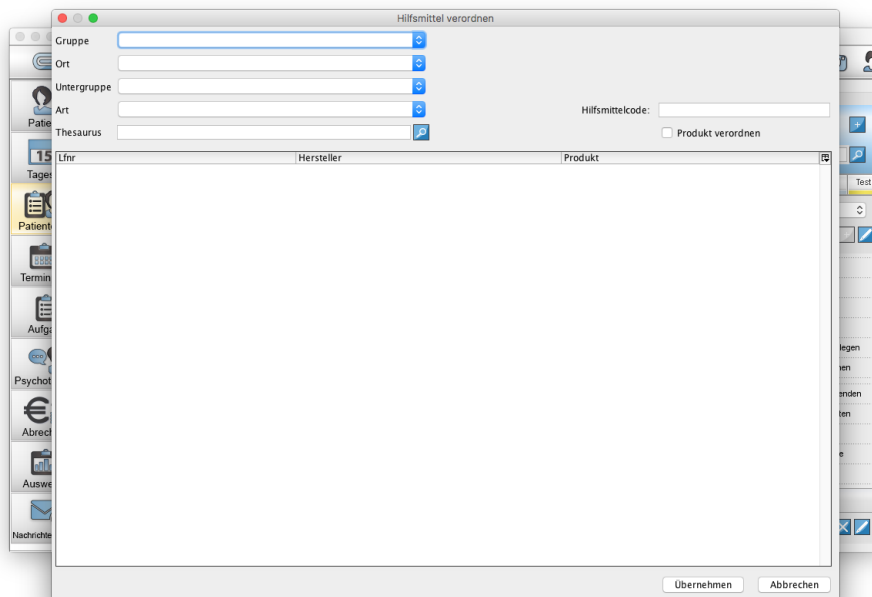 Hilfsmittel verordnen
Gruppe
Ort
Untergruppe
Art
Hilfsmittelcode:
Thesaurus
Produkt verordnen
Lfnr Hersteller Produkt
Patie
15
Tages
Patient
Termin
Aufga
Psychot
Abrech
Auswe
Nachrichte
Test
legen
nen
enden
ten
e
Übernehmen Abbrechen